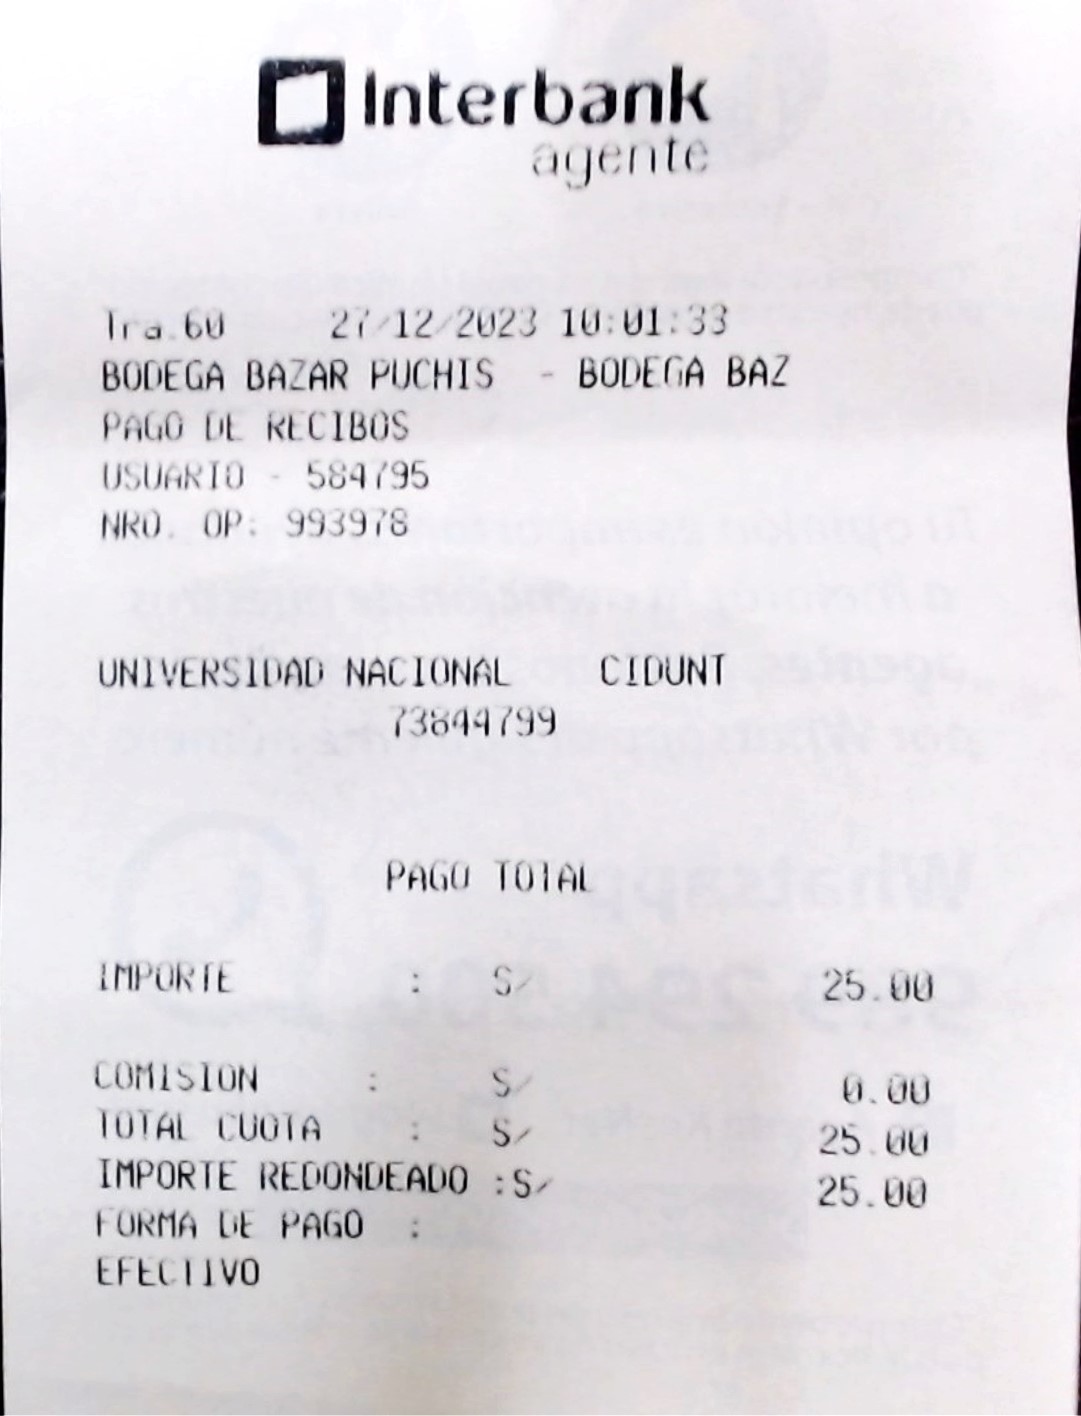 Interbank
agente
Tra.60 27/12/2023 10:01:33
BODEGA BAZAR PUCHIS - BODEGA BAZ
PAGO DE RECIBOS
USUARIO - 584795
NRO. OP: 993978
UNIVERSIDAD NACIONAL CIDUNT
73844799
PAGO TOTAL
IMPORTE : S/ 25.00
COMISION : S/ 0.00
TOTAL CUOTA : S/ 25.00
IMPORTE REDONDEADO :S/ 25.00
FORMA DE PAGO :
EFECTIVO